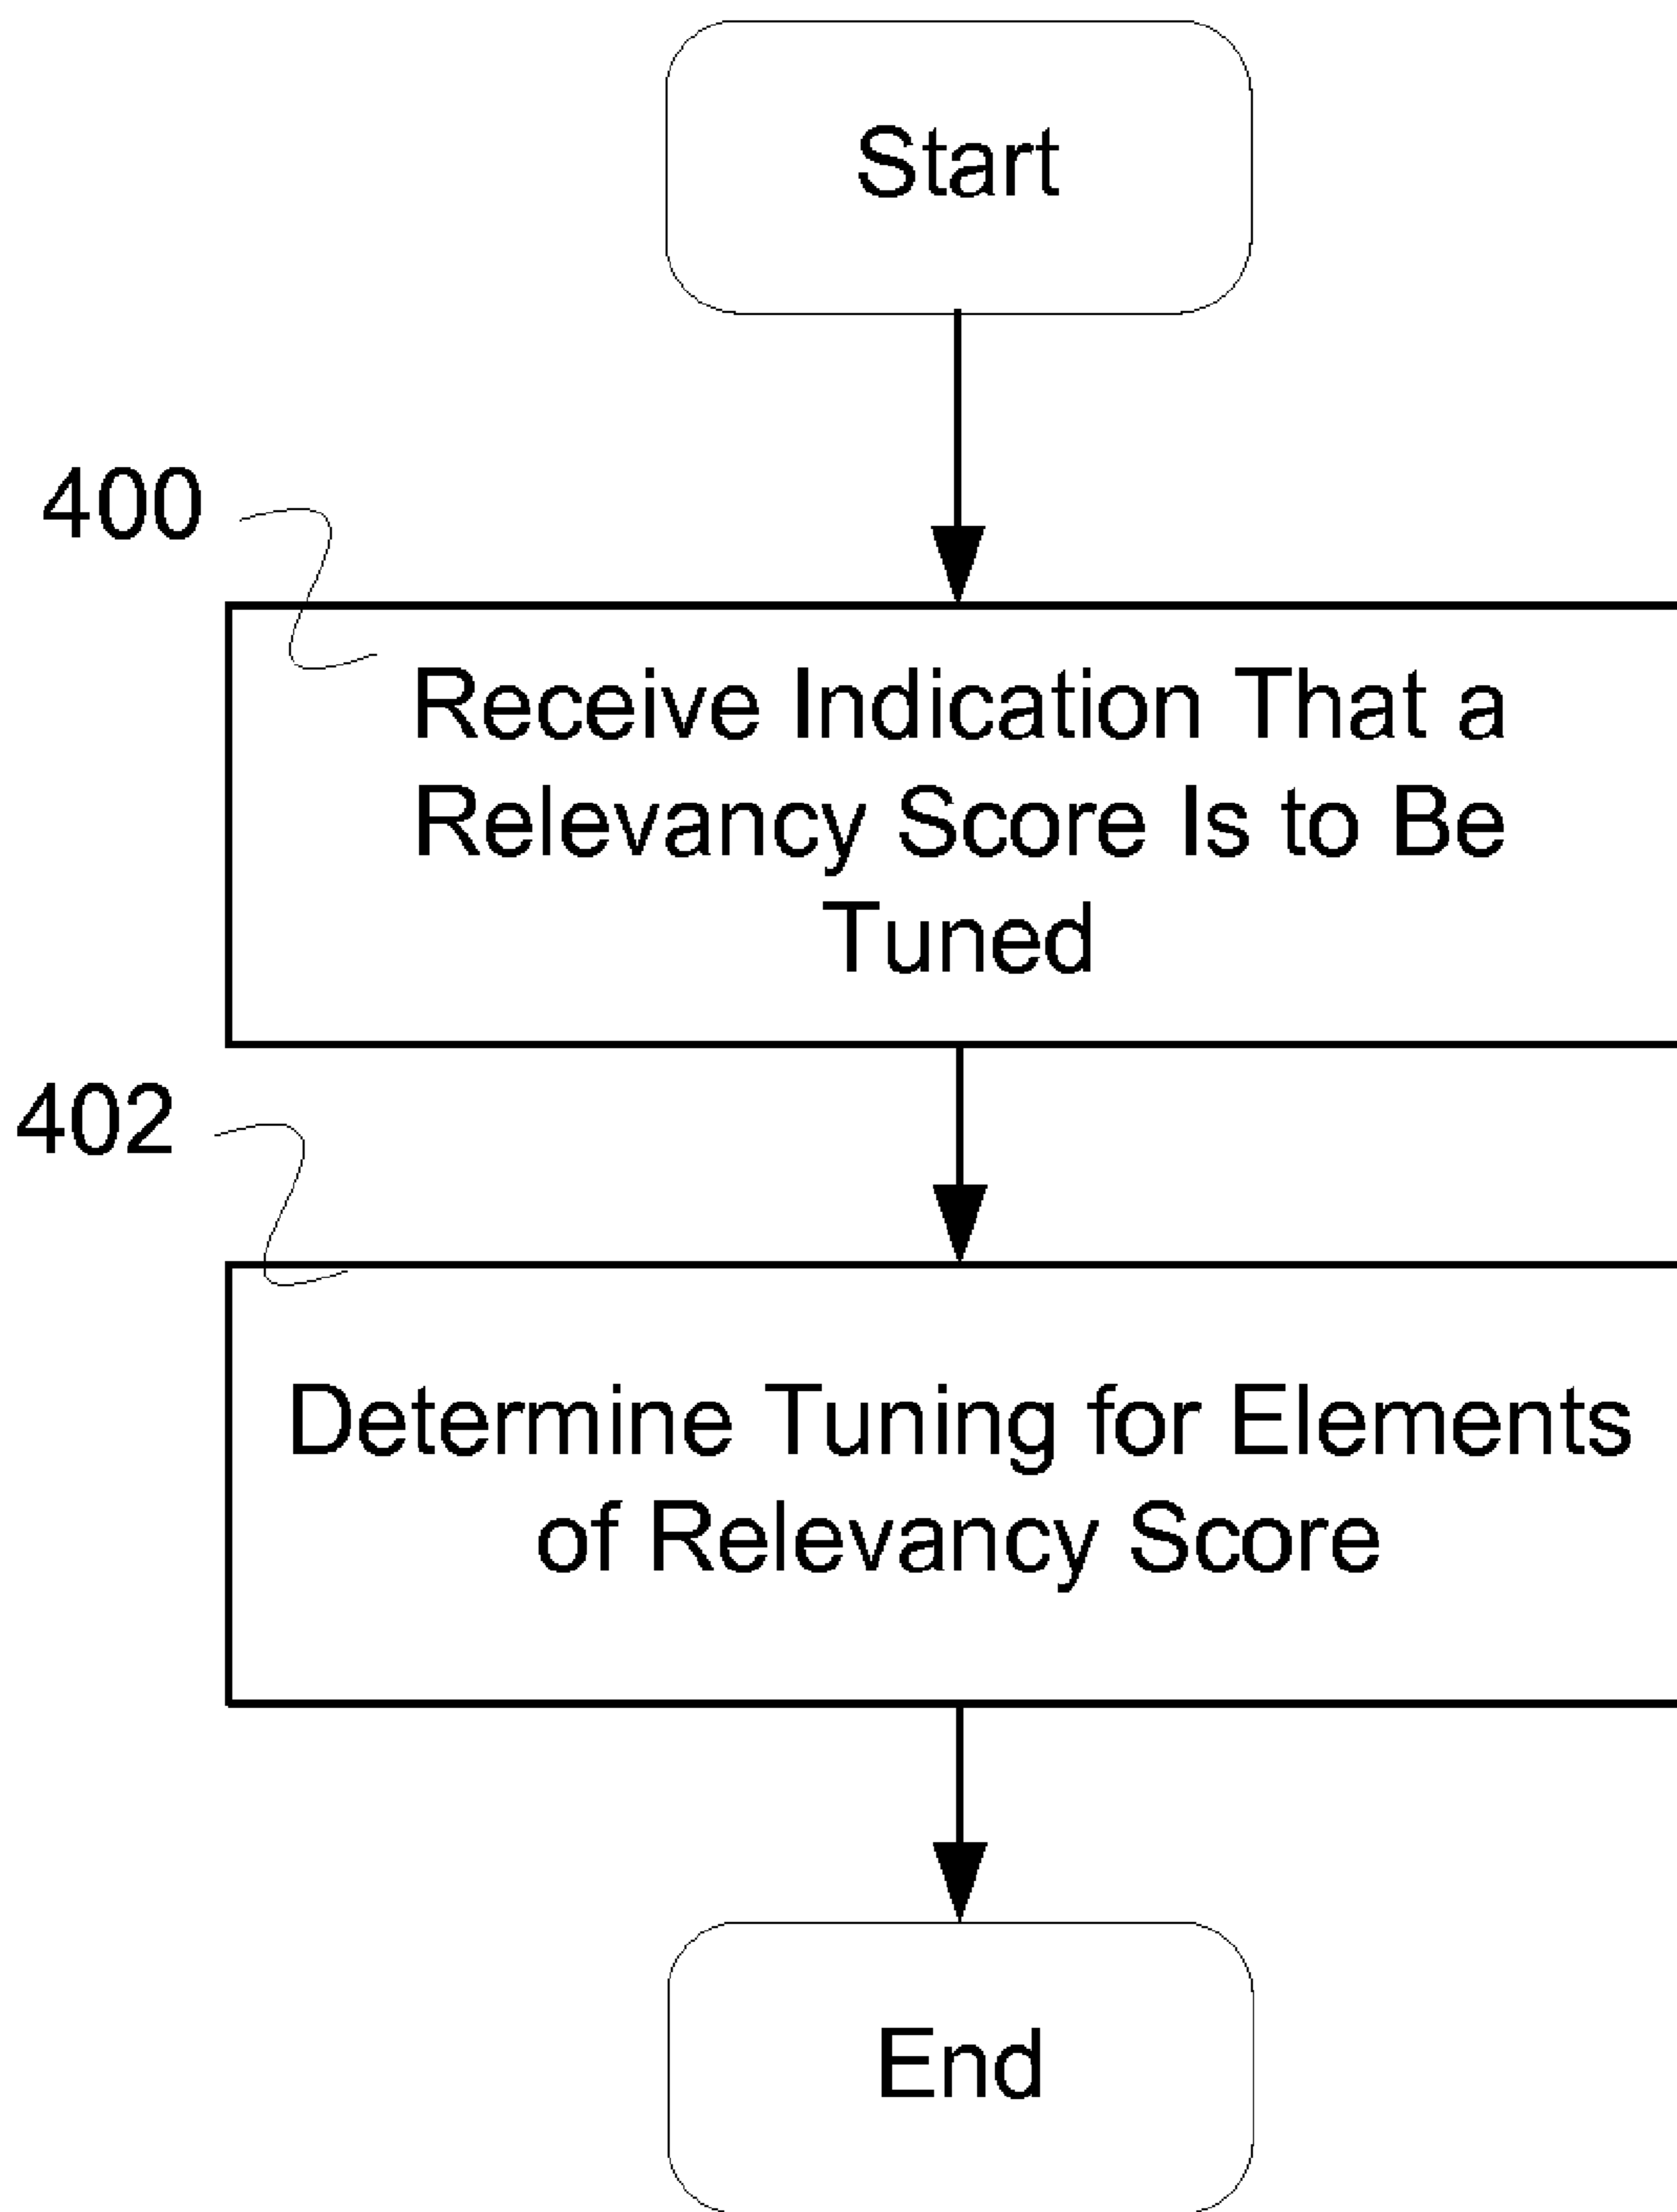 Start
400
Receive Indication That a
Relevancy Score Is to Be
Tuned
402
Determine Tuning for Elements
of Relevancy Score
End